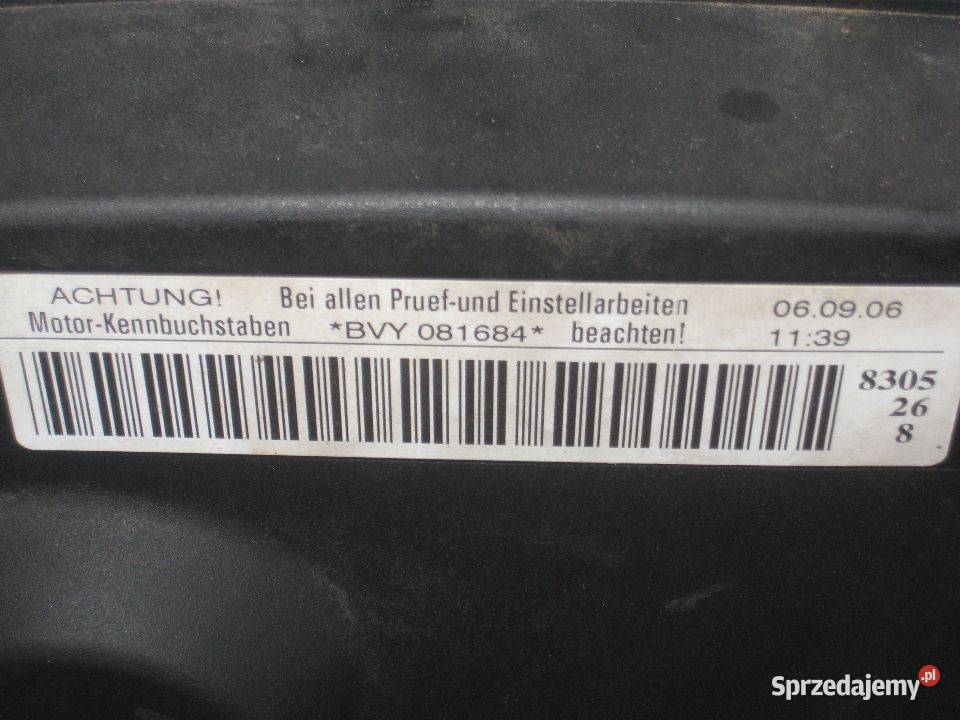 ACHTUNG! Bei allen Pruef-und Einstellarbeiten 06.09.06
Motor-Kennbuchstaben *BVY 081684* beachten! 11:39
8305
26
8
Sprzedajemy.pl